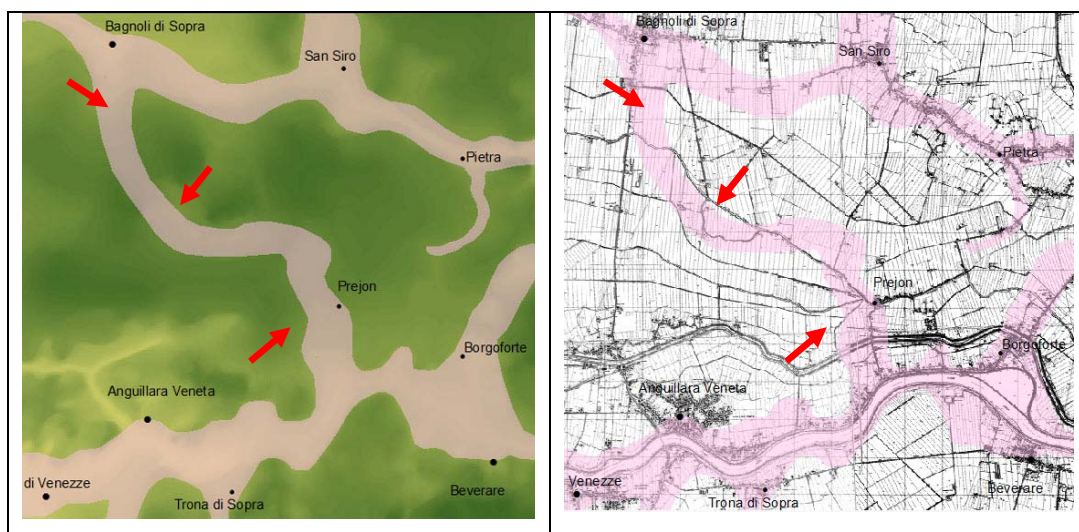 Bagnoli di Sopra
San Siro
Pietra
Prejon
Borgoforte
Anguillara Veneta
di Venezze
Trona di Sopra
Beverare
Bagnoli di Sopra
San Siro
Pietra
Prejon
Borgoforte
Anguillara Veneta
Venezze
Trona di Sopra
Beverare